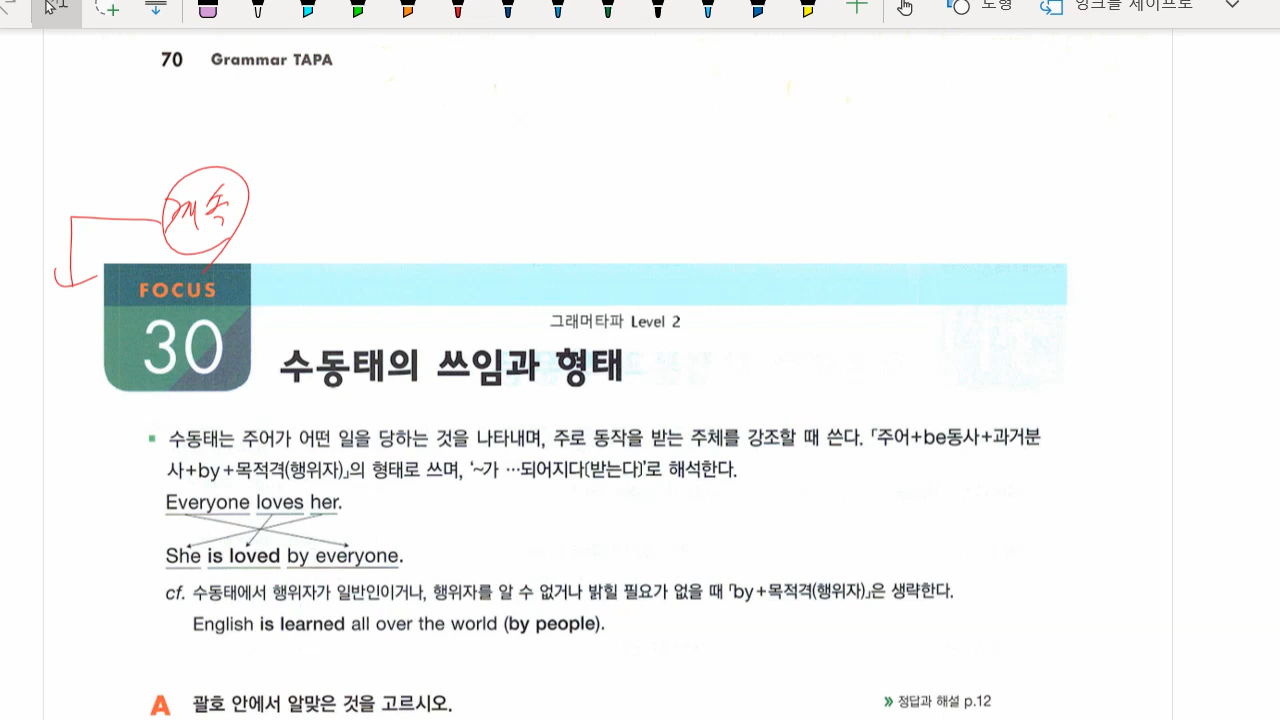 도형
잉크를 셰이프로
70 Grammar TAPA
계속
FOCUS
30
그래머타파 Level 2
수동태의 쓰임과 형태
수동태는 주어가 어떤 일을 당하는 것을 나타내며, 주로 동작을 받는 주체를 강조할 때 쓴다. 「주어+be동사+과거분
사+by+목적격(행위자)」의 형태로 쓰며, ‘~가 …되어지다(받는다)’로 해석한다.
Everyone loves her.
She is loved by everyone.
cf. 수동태에서 행위자가 일반인이거나, 행위자를 알 수 없거나 밝힐 필요가 없을 때 「by+목적격(행위자)」은 생략한다.
English is learned all over the world (by people).
A 괄호 안에서 알맞은 것을 고르시오.
» 정답과 해설 p.12